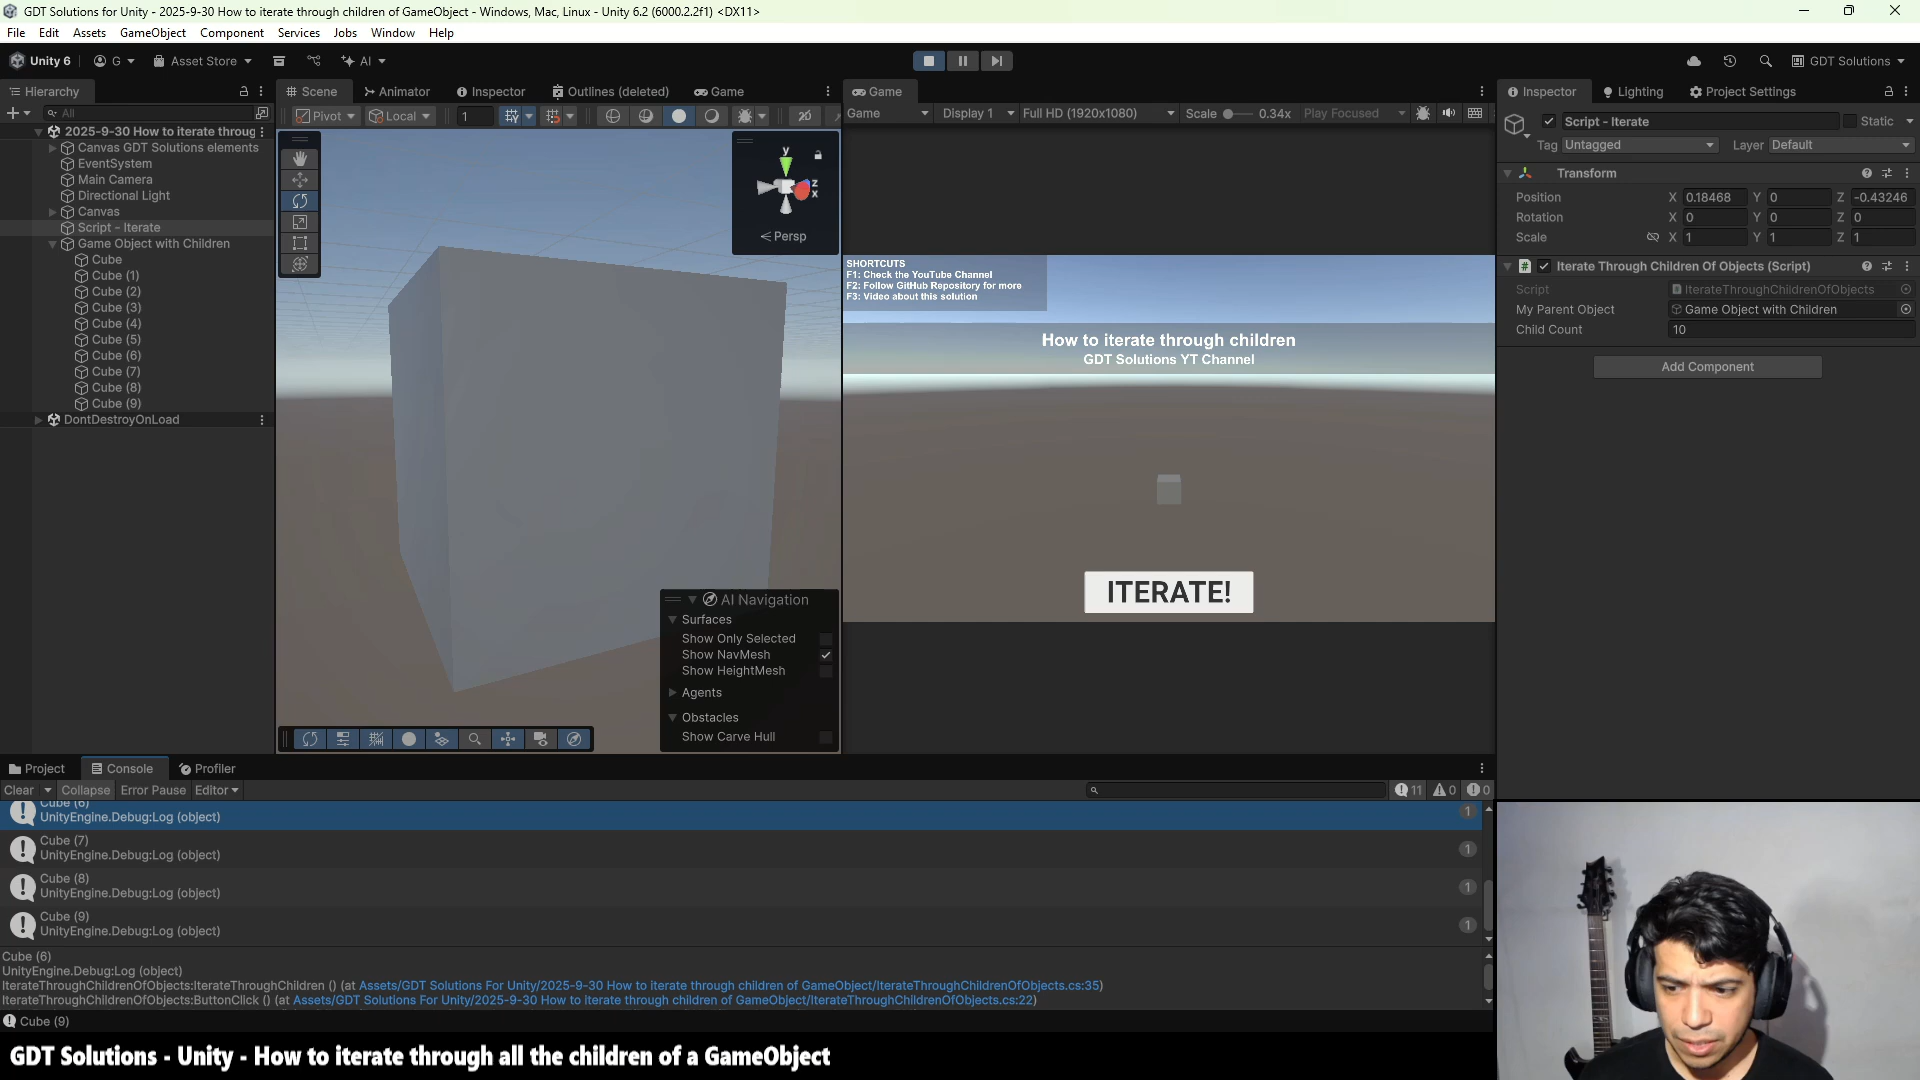 GDT Solutions for Unity - 2025-9-30 How to iterate through children of GameObject - Windows, Mac, Linux - Unity 6.2 (6000.2.2f1) <DX11>
File Edit Assets GameObject Component Services Jobs Window Help
Unity 6 G Asset Store AI GDT Solutions
Hierarchy
All
2025-9-30 How to iterate throug
Canvas GDT Solutions elements
EventSystem
Main Camera
Directional Light
Canvas
Script - Iterate
Game Object with Children
Cube
Cube (1)
Cube (2)
Cube (3)
Cube (4)
Cube (5)
Cube (6)
Cube (7)
Cube (8)
Cube (9)
DontDestroyOnLoad
Scene Animator Inspector Outlines (deleted) Game
Pivot Local 1 2D
y
z
x
Persp
AI Navigation
Surfaces
Show Only Selected
Show NavMesh
Show HeightMesh
Agents
Obstacles
Show Carve Hull
Game
Game Display 1 Full HD (1920x1080) Scale 0.34x Play Focused
SHORTCUTS
F1: Check the YouTube Channel
F2: Follow GitHub Repository for more
F3: Video about this solution
How to iterate through children
GDT Solutions YT Channel
ITERATE!
Inspector Lighting Project Settings
Script - Iterate Static
Tag Untagged Layer Default
Transform
Position X 0.18468 Y 0 Z -0.43246
Rotation X 0 Y 0 Z 0
Scale X 1 Y 1 Z 1
Iterate Through Children Of Objects (Script)
Script IterateThroughChildrenOfObjects
My Parent Object Game Object with Children
Child Count 10
Add Component
Project Console Profiler
Clear Collapse Error Pause Editor 11 0 0
Cube (6)
UnityEngine.Debug:Log (object) 1
Cube (7)
UnityEngine.Debug:Log (object) 1
Cube (8)
UnityEngine.Debug:Log (object) 1
Cube (9)
UnityEngine.Debug:Log (object) 1
Cube (6)
UnityEngine.Debug:Log (object)
IterateThroughChildrenOfObjects:IterateThroughChildren () (at Assets/GDT Solutions For Unity/2025-9-30 How to iterate through children of GameObject/IterateThroughChildrenOfObjects.cs:35)
IterateThroughChildrenOfObjects:ButtonClick () (at Assets/GDT Solutions For Unity/2025-9-30 How to iterate through children of GameObject/IterateThroughChildrenOfObjects.cs:22)
Cube (9)
GDT Solutions - Unity - How to iterate through all the children of a GameObject